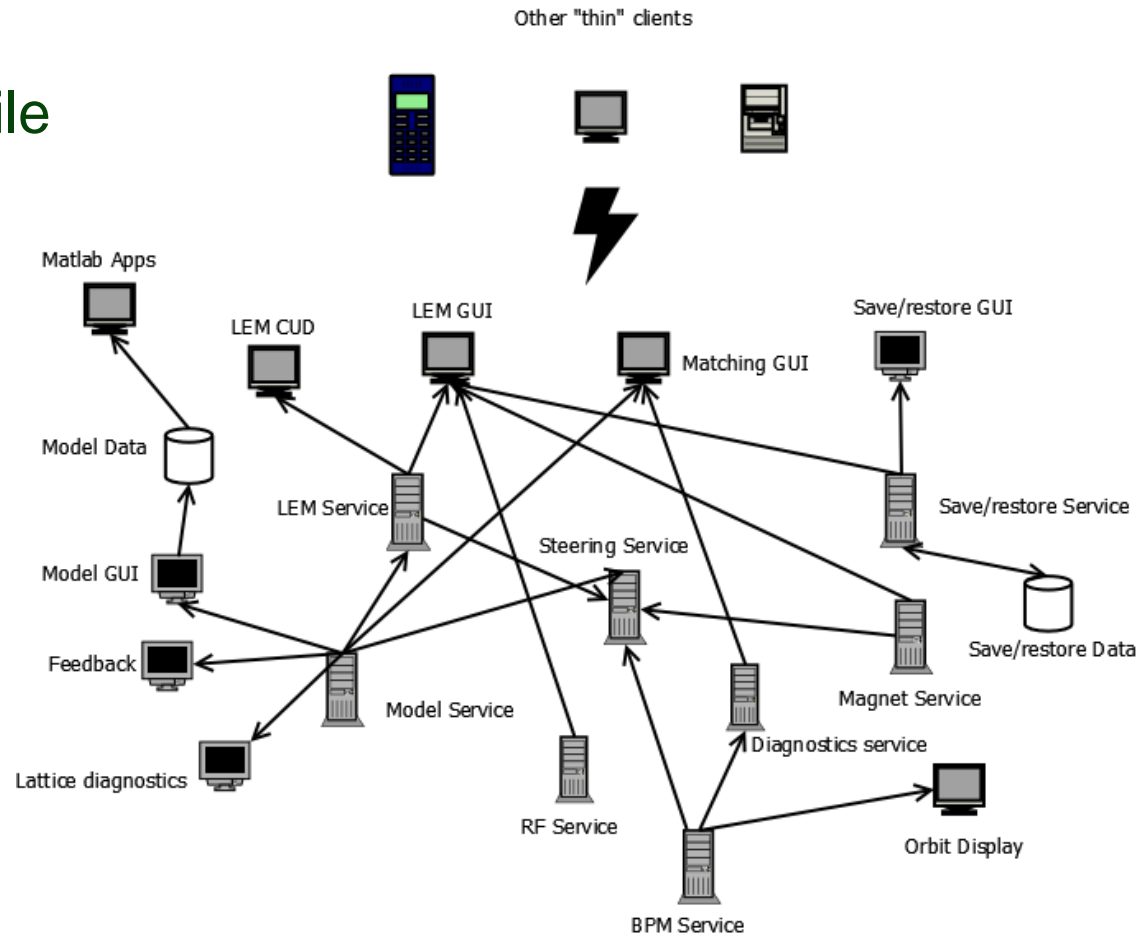 Other "thin" clients
ile
Matlab Apps
LEM CUD
LEM GUI
Save/restore GUI
Matching GUI
Model Data
LEM Service
Save/restore Service
Steering Service
Model GUI
Feedback
Save/restore Data
Magnet Service
Model Service
Diagnostics service
Lattice diagnostics
RF Service
Orbit Display
BPM Service